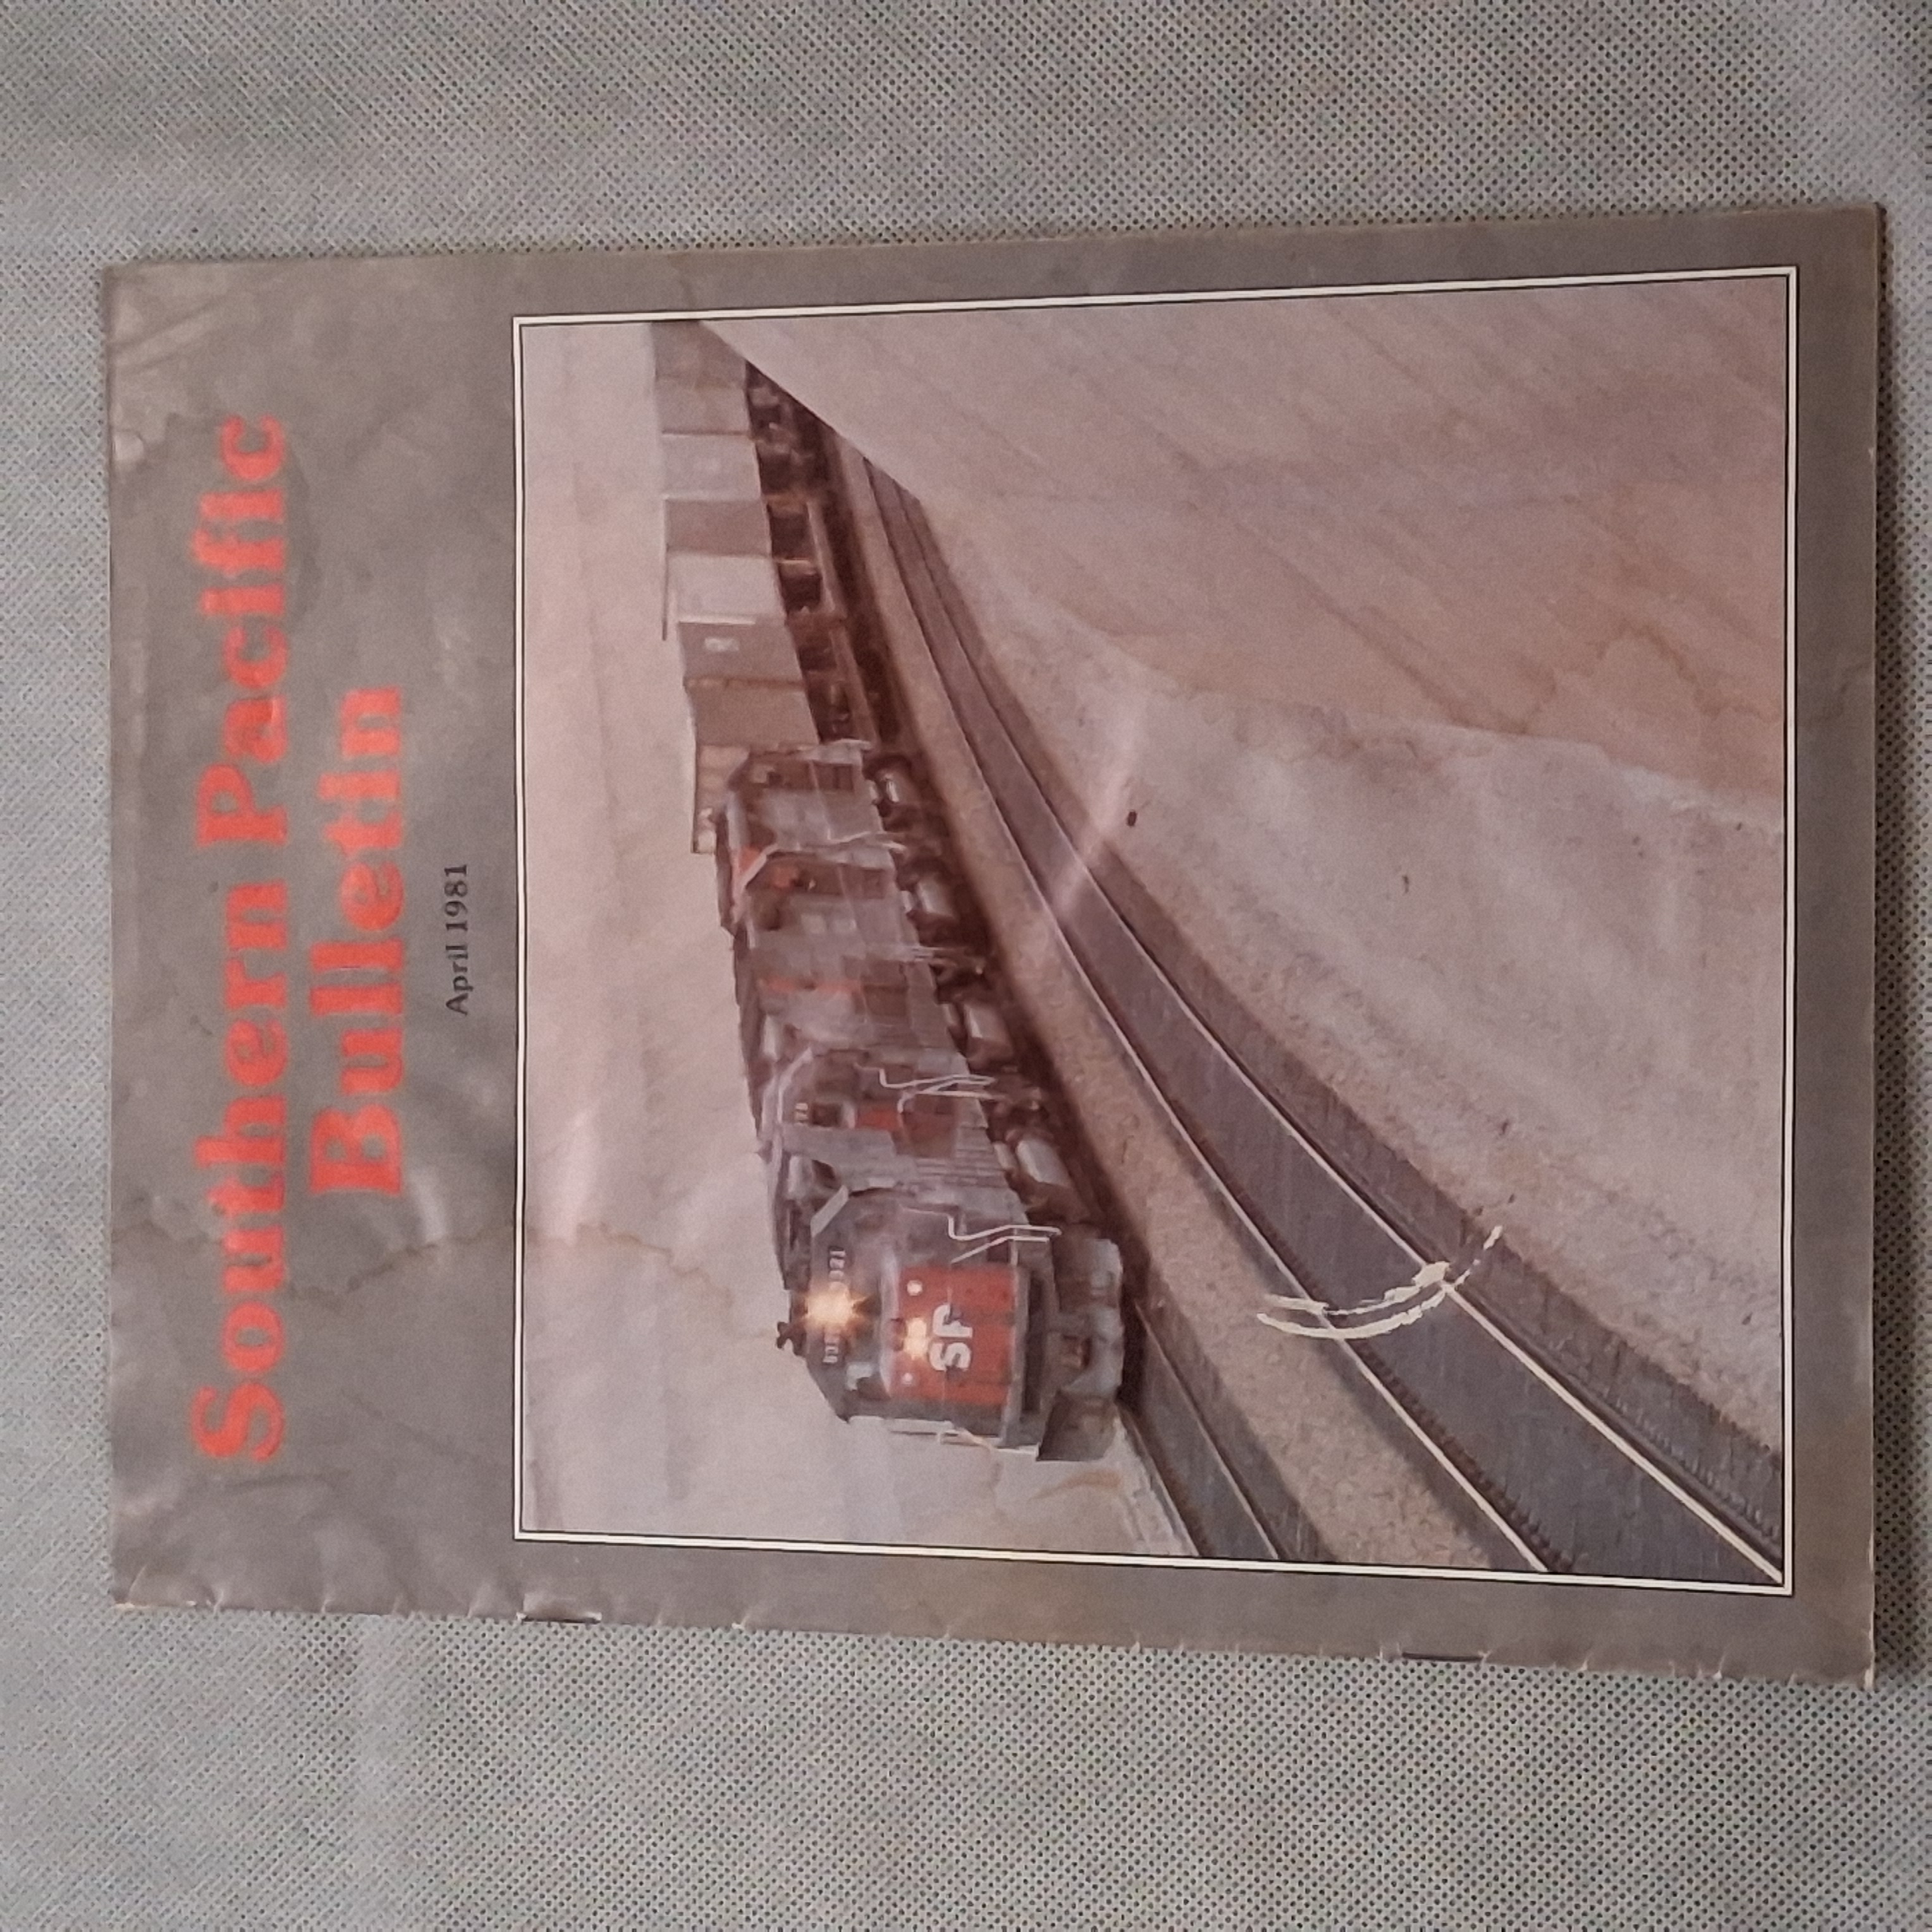 Southern Pacific
Bulletin
April 1981
SP